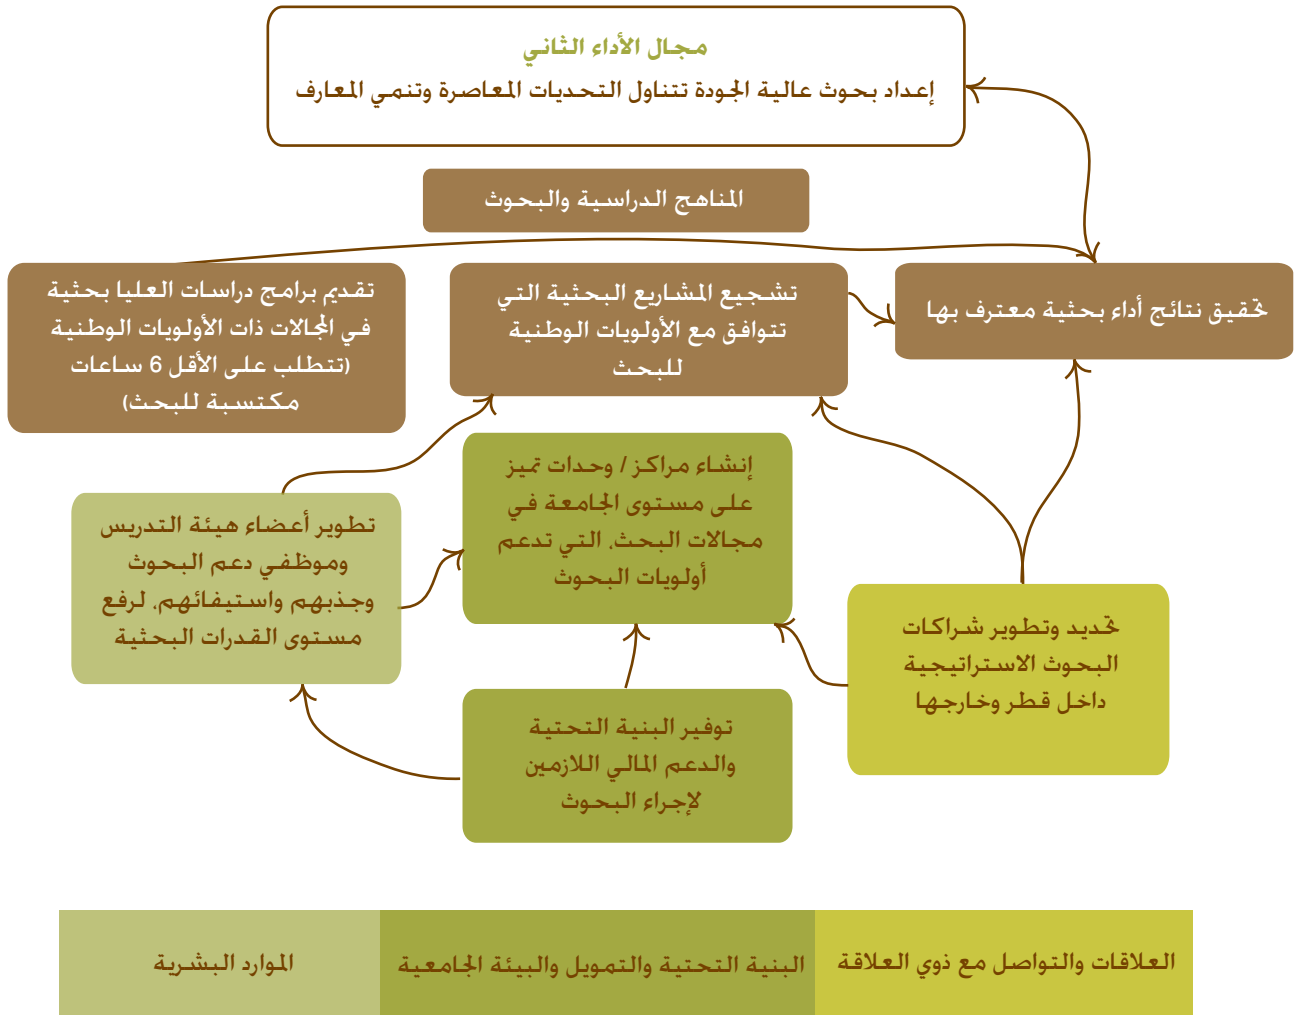 مجال الأداء الثاني
إعداد بحوث عالية الجودة تتناول التحديات المعاصرة وتنمي المعارف
المناهج الدراسية والبحوث
تحقيق نتائج أداء بحثية معترف بها
تشجيع المشاريع البحثية التي
تتوافق مع الأولويات الوطنية
للبحث
تقديم برامج دراسات العليا بحثية
في المجالات ذات الأولويات الوطنية
(تتطلب على الأقل 6 ساعات
مكتسبة للبحث)
إنشاء مراكز / وحدات تميز
على مستوى الجامعة في
مجالات البحث، التي تدعم
أولويات البحوث
تطوير أعضاء هيئة التدريس
وموظفي دعم البحوث
وجذبهم واستيفائهم، لرفع
مستوى القدرات البحثية
تحديد وتطوير شراكات
البحوث الاستراتيجية
داخل قطر وخارجها
توفير البنية التحتية
والدعم المالي اللازمين
لإجراء البحوث
العلاقات والتواصل مع ذوي العلاقة
البنية التحتية والتمويل والبيئة الجامعية
الموارد البشرية